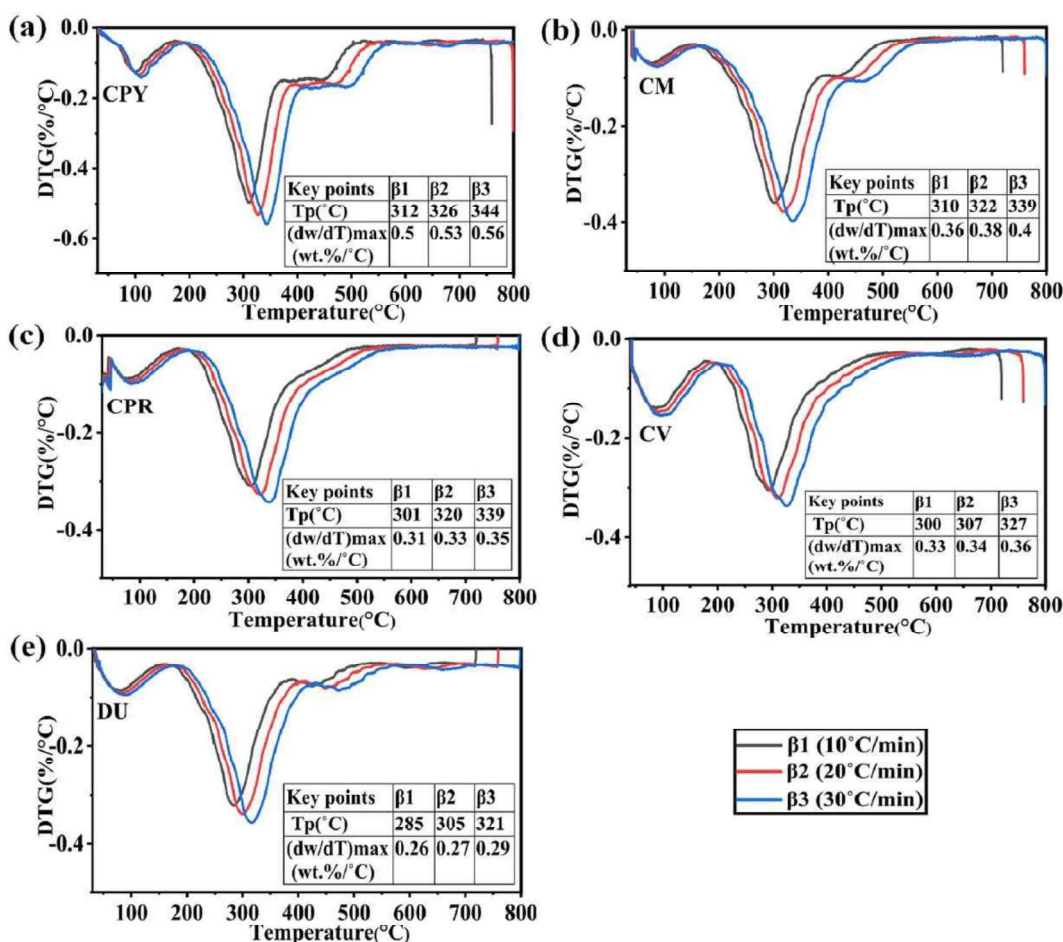 (a)
0.0
-0.2
-0.4
-0.6
DTG(%/°C)
CPY
Key points β1 β2 β3
Tp(˚C) 312 326 344
(dw/dT)max 0.5 0.53 0.56
(wt.%/˚C)
100 200 300 400 500 600 700 800
Temperature(°C)
(b)
0.0
-0.2
-0.4
DTG(%/°C)
CM
Key points β1 β2 β3
Tp(˚C) 310 322 339
(dw/dT)max 0.36 0.38 0.4
(wt.%/˚C)
100 200 300 400 500 600 700 800
Temperature(°C)
(c)
0.0
-0.2
-0.4
DTG(%/°C)
CPR
Key points β1 β2 β3
Tp(˚C) 301 320 339
(dw/dT)max 0.31 0.33 0.35
(wt.%/˚C)
100 200 300 400 500 600 700 800
Temperature(°C)
(d)
0.0
-0.2
-0.4
DTG(%/°C)
CV
Key points β1 β2 β3
Tp(˚C) 300 307 327
(dw/dT)max 0.33 0.34 0.36
(wt.%/˚C)
100 200 300 400 500 600 700 800
Temperature(°C)
(e)
0.0
-0.2
-0.4
DTG(%/°C)
DU
Key points β1 β2 β3
Tp(˚C) 285 305 321
(dw/dT)max 0.26 0.27 0.29
(wt.%/˚C)
100 200 300 400 500 600 700 800
Temperature(°C)
β1 (10˚C/min)
β2 (20˚C/min)
β3 (30˚C/min)